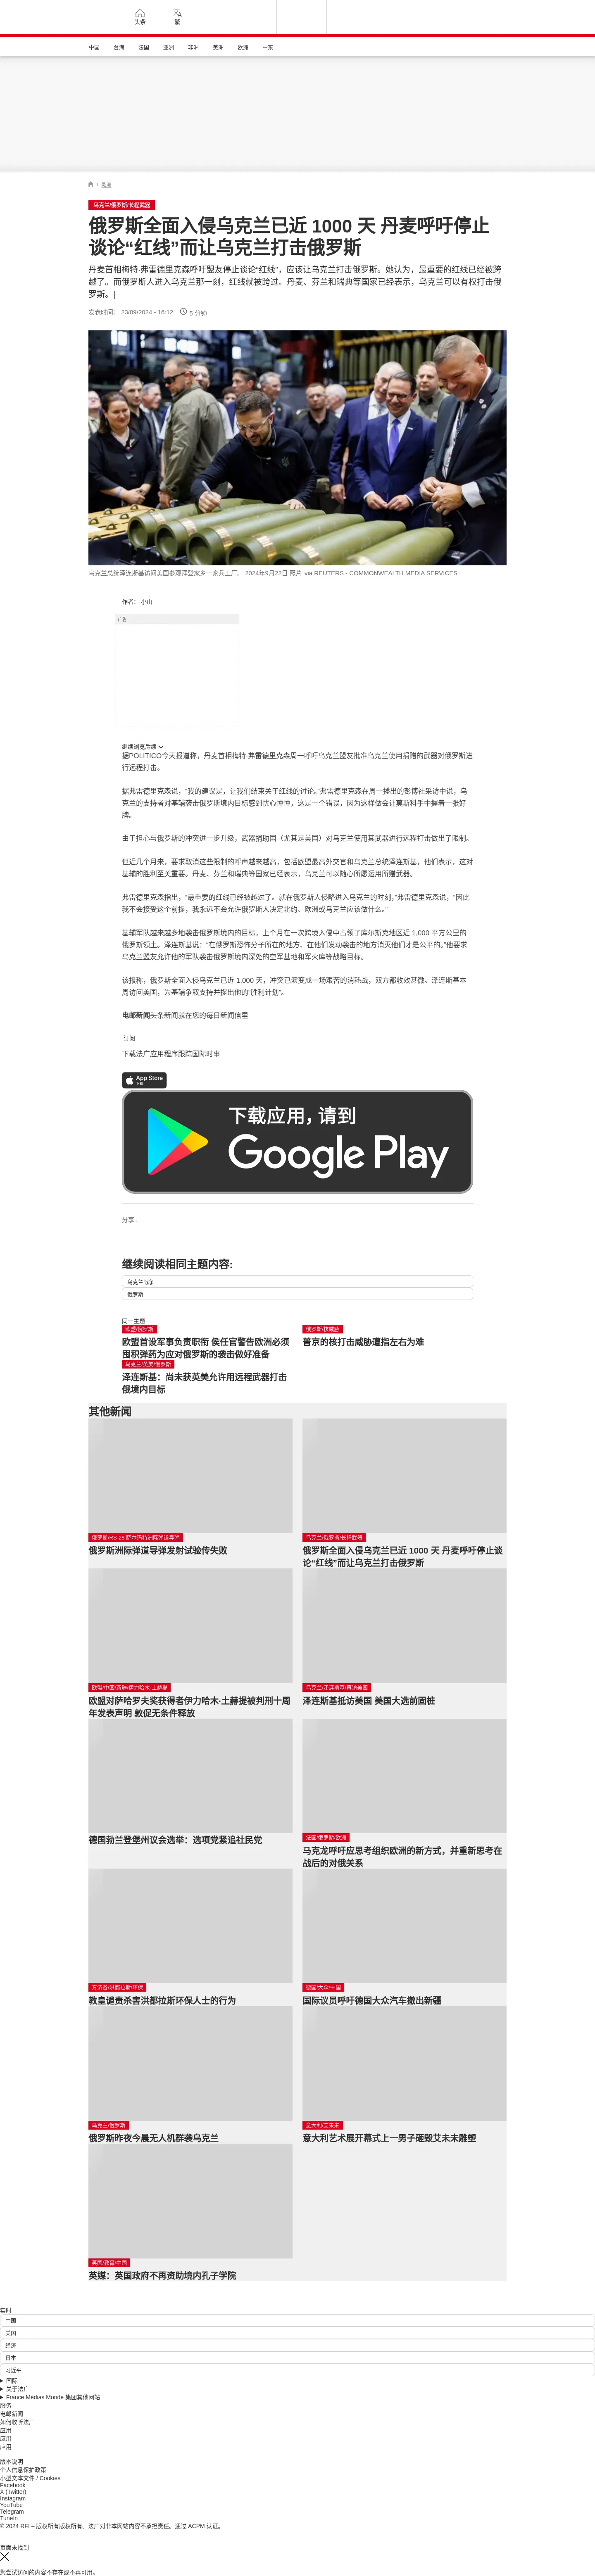 头条
繁
中国
台海
法国
亚洲
非洲
美洲
欧洲
中东
/ 欧洲
乌克兰/俄罗斯/长程武器
俄罗斯全面入侵乌克兰已近 1000 天 丹麦呼吁停止
谈论“红线”而让乌克兰打击俄罗斯
丹麦首相梅特·弗雷德里克森呼吁盟友停止谈论“红线”，应该让乌克兰打击俄罗斯。她认为，最重要的红线已经被跨
越了。而俄罗斯人进入乌克兰那一刻，红线就被跨过。丹麦、芬兰和瑞典等国家已经表示，乌克兰可以有权打击俄
罗斯。|
发表时间： 23/09/2024 - 16:12
5 分钟
乌克兰总统泽连斯基访问美国参观拜登家乡一家兵工厂。 2024年9月22日 照片 via REUTERS - COMMONWEALTH MEDIA SERVICES
作者： 小山
广告
继续浏览后续
据POLITICO今天报道称，丹麦首相梅特·弗雷德里克森周一呼吁乌克兰盟友批准乌克兰使用捐赠的武器对俄罗斯进
行远程打击。
据弗雷德里克森说，“我的建议是，让我们结束关于红线的讨论。”弗雷德里克森在周一播出的彭博社采访中说，乌
克兰的支持者对基辅袭击俄罗斯境内目标感到忧心忡忡，这是一个错误，因为这样做会让莫斯科手中握着一张好
牌。
由于担心与俄罗斯的冲突进一步升级，武器捐助国（尤其是美国）对乌克兰使用其武器进行远程打击做出了限制。
但近几个月来，要求取消这些限制的呼声越来越高，包括欧盟最高外交官和乌克兰总统泽连斯基，他们表示，这对
基辅的胜利至关重要。丹麦、芬兰和瑞典等国家已经表示，乌克兰可以随心所愿运用所赠武器。
弗雷德里克森指出，“最重要的红线已经被越过了。就在俄罗斯人侵略进入乌克兰的时刻，”弗雷德里克森说，“因此
我不会接受这个前提，我永远不会允许俄罗斯人决定北约、欧洲或乌克兰应该做什么。”
基辅军队越来越多地袭击俄罗斯境内的目标，上个月在一次跨境入侵中占领了库尔斯克地区近 1,000 平方公里的
俄罗斯领土。泽连斯基说：“在俄罗斯恐怖分子所在的地方、在他们发动袭击的地方消灭他们才是公平的。”他要求
乌克兰盟友允许他的军队袭击俄罗斯境内深处的空军基地和军火库等战略目标。
该报称，俄罗斯全面入侵乌克兰已近 1,000 天，冲突已演变成一场艰苦的消耗战，双方都收效甚微。泽连斯基本
周访问美国，为基辅争取支持并提出他的“胜利计划”。
电邮新闻头条新闻就在您的每日新闻信里
订阅
下载法广应用程序跟踪国际时事
App Store
下载
下载应用，请到
Google Play
分享 :
继续阅读相同主题内容:
乌克兰战争
俄罗斯
同一主题
欧盟/俄罗斯
欧盟首设军事负责职衔 侯任官警告欧洲必须
囤积弹药为应对俄罗斯的袭击做好准备
俄罗斯/核威胁
普京的核打击威胁遭指左右为难
乌克兰/英美/俄罗斯
泽连斯基：尚未获英美允许用远程武器打击
俄境内目标
其他新闻
俄罗斯/RS-28 萨尔玛特洲际弹道导弹
俄罗斯洲际弹道导弹发射试验传失败
乌克兰/俄罗斯/长程武器
俄罗斯全面入侵乌克兰已近 1000 天 丹麦呼吁停止谈
论“红线”而让乌克兰打击俄罗斯
欧盟/中国/新疆/伊力哈木·土赫提
欧盟对萨哈罗夫奖获得者伊力哈木·土赫提被判刑十周
年发表声明 敦促无条件释放
乌克兰/泽连斯基/再访美国
泽连斯基抵访美国 美国大选前固桩
德国勃兰登堡州议会选举：选项党紧追社民党
法国/俄罗斯/欧洲
马克龙呼吁应思考组织欧洲的新方式，并重新思考在
战后的对俄关系
方济各/洪都拉斯/环保
教皇谴责杀害洪都拉斯环保人士的行为
德国/大众/中国
国际议员呼吁德国大众汽车撤出新疆
乌克兰/俄罗斯
俄罗斯昨夜今晨无人机群袭乌克兰
意大利/艾未未
意大利艺术展开幕式上一男子砸毁艾未未雕塑
英国/教育/中国
英媒：英国政府不再资助境内孔子学院
实时
中国
美国
经济
日本
习近平
国际
关于法广
France Médias Monde 集团其他网站
服务
电邮新闻
如何收听法广
应用
应用
应用
版本说明
个人信息保护政策
小型文本文件 / Cookies
Facebook
X (Twitter)
Instagram
YouTube
Telegram
TuneIn
© 2024 RFI – 版权所有版权所有。法广对非本网站内容不承担责任。通过 ACPM 认证。
页面未找到
您尝试访问的内容不存在或不再可用。